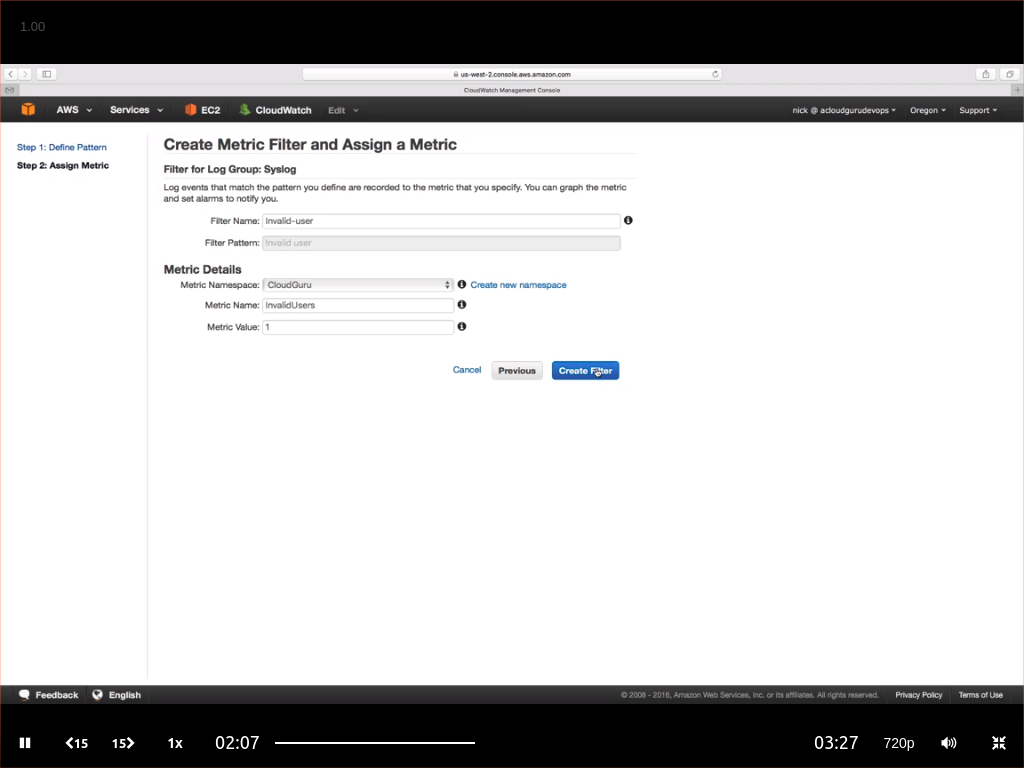 1.00
us-west-2.console.aws.amazon.com
CloudWatch Management Console
AWS Services EC2 CloudWatch Edit nick @ acloudgurudevops Oregon Support
Step 1: Define Pattern
Step 2: Assign Metric
Create Metric Filter and Assign a Metric
Filter for Log Group: Syslog
Log events that match the pattern you define are recorded to the metric that you specify. You can graph the metric
and set alarms to notify you.
Filter Name: Invalid-user
Filter Pattern: Invalid user
Metric Details
Metric Namespace: CloudGuru Create new namespace
Metric Name: InvalidUsers
Metric Value: 1
Cancel Previous Create Filter
Feedback English © 2008 - 2016, Amazon Web Services, Inc. or its affiliates. All rights reserved. Privacy Policy Terms of Use
15 15 1x 02:07 03:27 720p